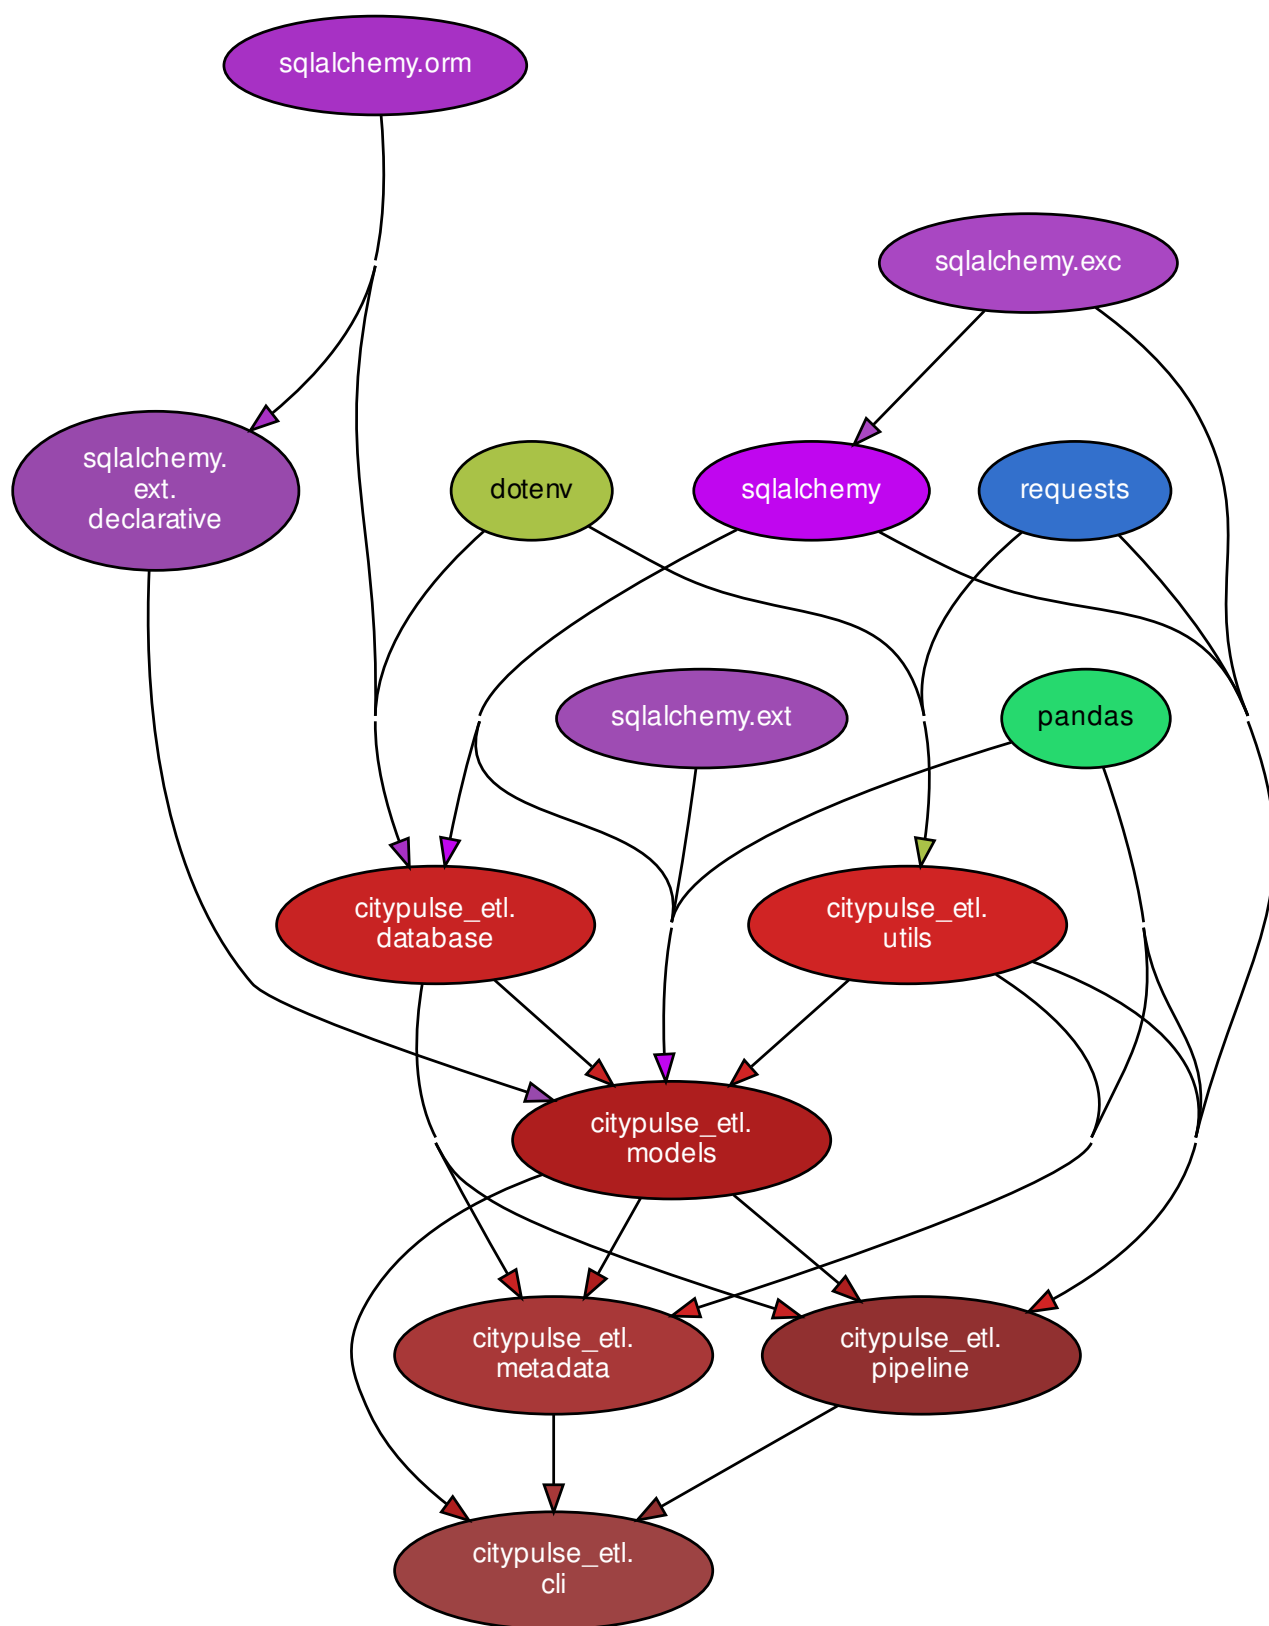 sqlalchemy.orm
sqlalchemy.exc
sqlalchemy.
ext.
declarative
dotenv
sqlalchemy
requests
sqlalchemy.ext
pandas
citypulse_etl.
database
citypulse_etl.
utils
citypulse_etl.
models
citypulse_etl.
metadata
citypulse_etl.
pipeline
citypulse_etl.
cli